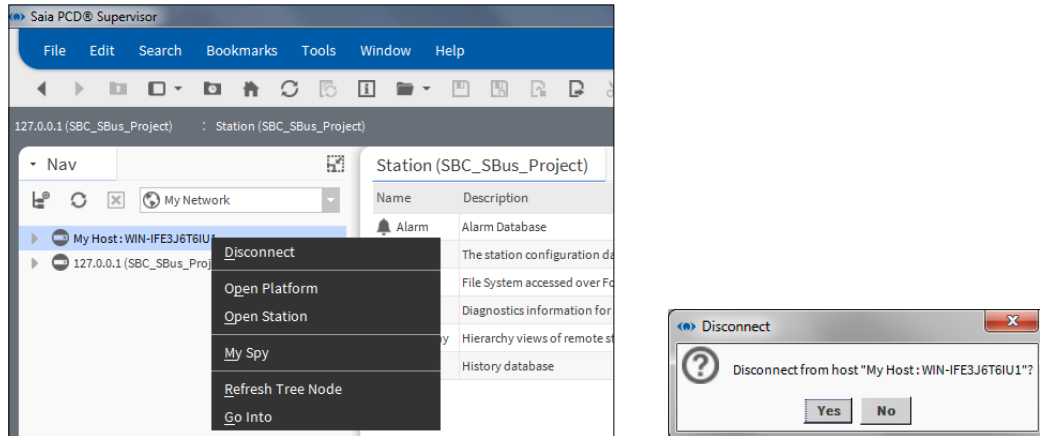 Saia PCD® Supervisor
File Edit Search Bookmarks Tools Window Help
127.0.0.1 (SBC_SBus_Project) : Station (SBC_SBus_Project)
Nav
My Network
My Host : WIN-IFE3J6T6IU1
127.0.0.1 (SBC_SBus_Proj
Disconnect
Open Platform
Open Station
My Spy
Refresh Tree Node
Go Into
Station (SBC_SBus_Project)
Name Description
Alarm Alarm Database
The station configuration da
File System accessed over Fo
Diagnostics information for
y Hierarchy views of remote st
History database
Disconnect
Disconnect from host "My Host : WIN-IFE3J6T6IU1"?
Yes No